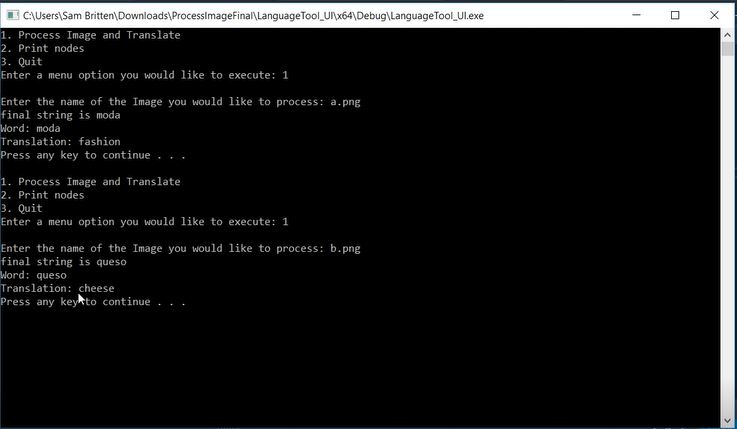 C:\Users\Sam Britten\Downloads\ProcessImageFinal\LanguageTool_UI\x64\Debug\LanguageTool_UI.exe
1. Process Image and Translate
2. Print nodes
3. Quit
Enter a menu option you would like to execute: 1
Enter the name of the Image you would like to process: a.png
final string is moda
Word: moda
Translation: fashion
Press any key to continue . . .
1. Process Image and Translate
2. Print nodes
3. Quit
Enter a menu option you would like to execute: 1
Enter the name of the Image you would like to process: b.png
final string is queso
Word: queso
Translation: cheese
Press any key to continue . . .